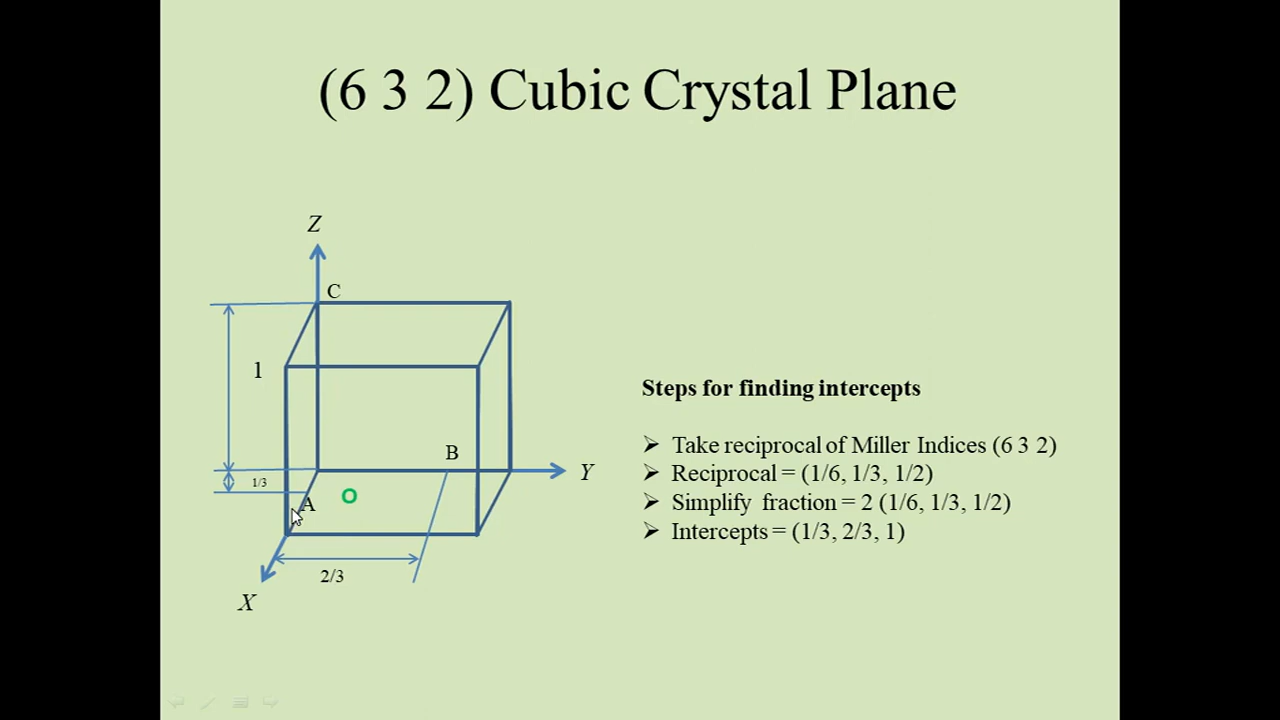 (6 3 2) Cubic Crystal Plane
Z
C
1
B
Y
1/3
A
O
2/3
X
Steps for finding intercepts
➢ Take reciprocal of Miller Indices (6 3 2)
➢ Reciprocal = (1/6, 1/3, 1/2)
➢ Simplify fraction = 2 (1/6, 1/3, 1/2)
➢ Intercepts = (1/3, 2/3, 1)